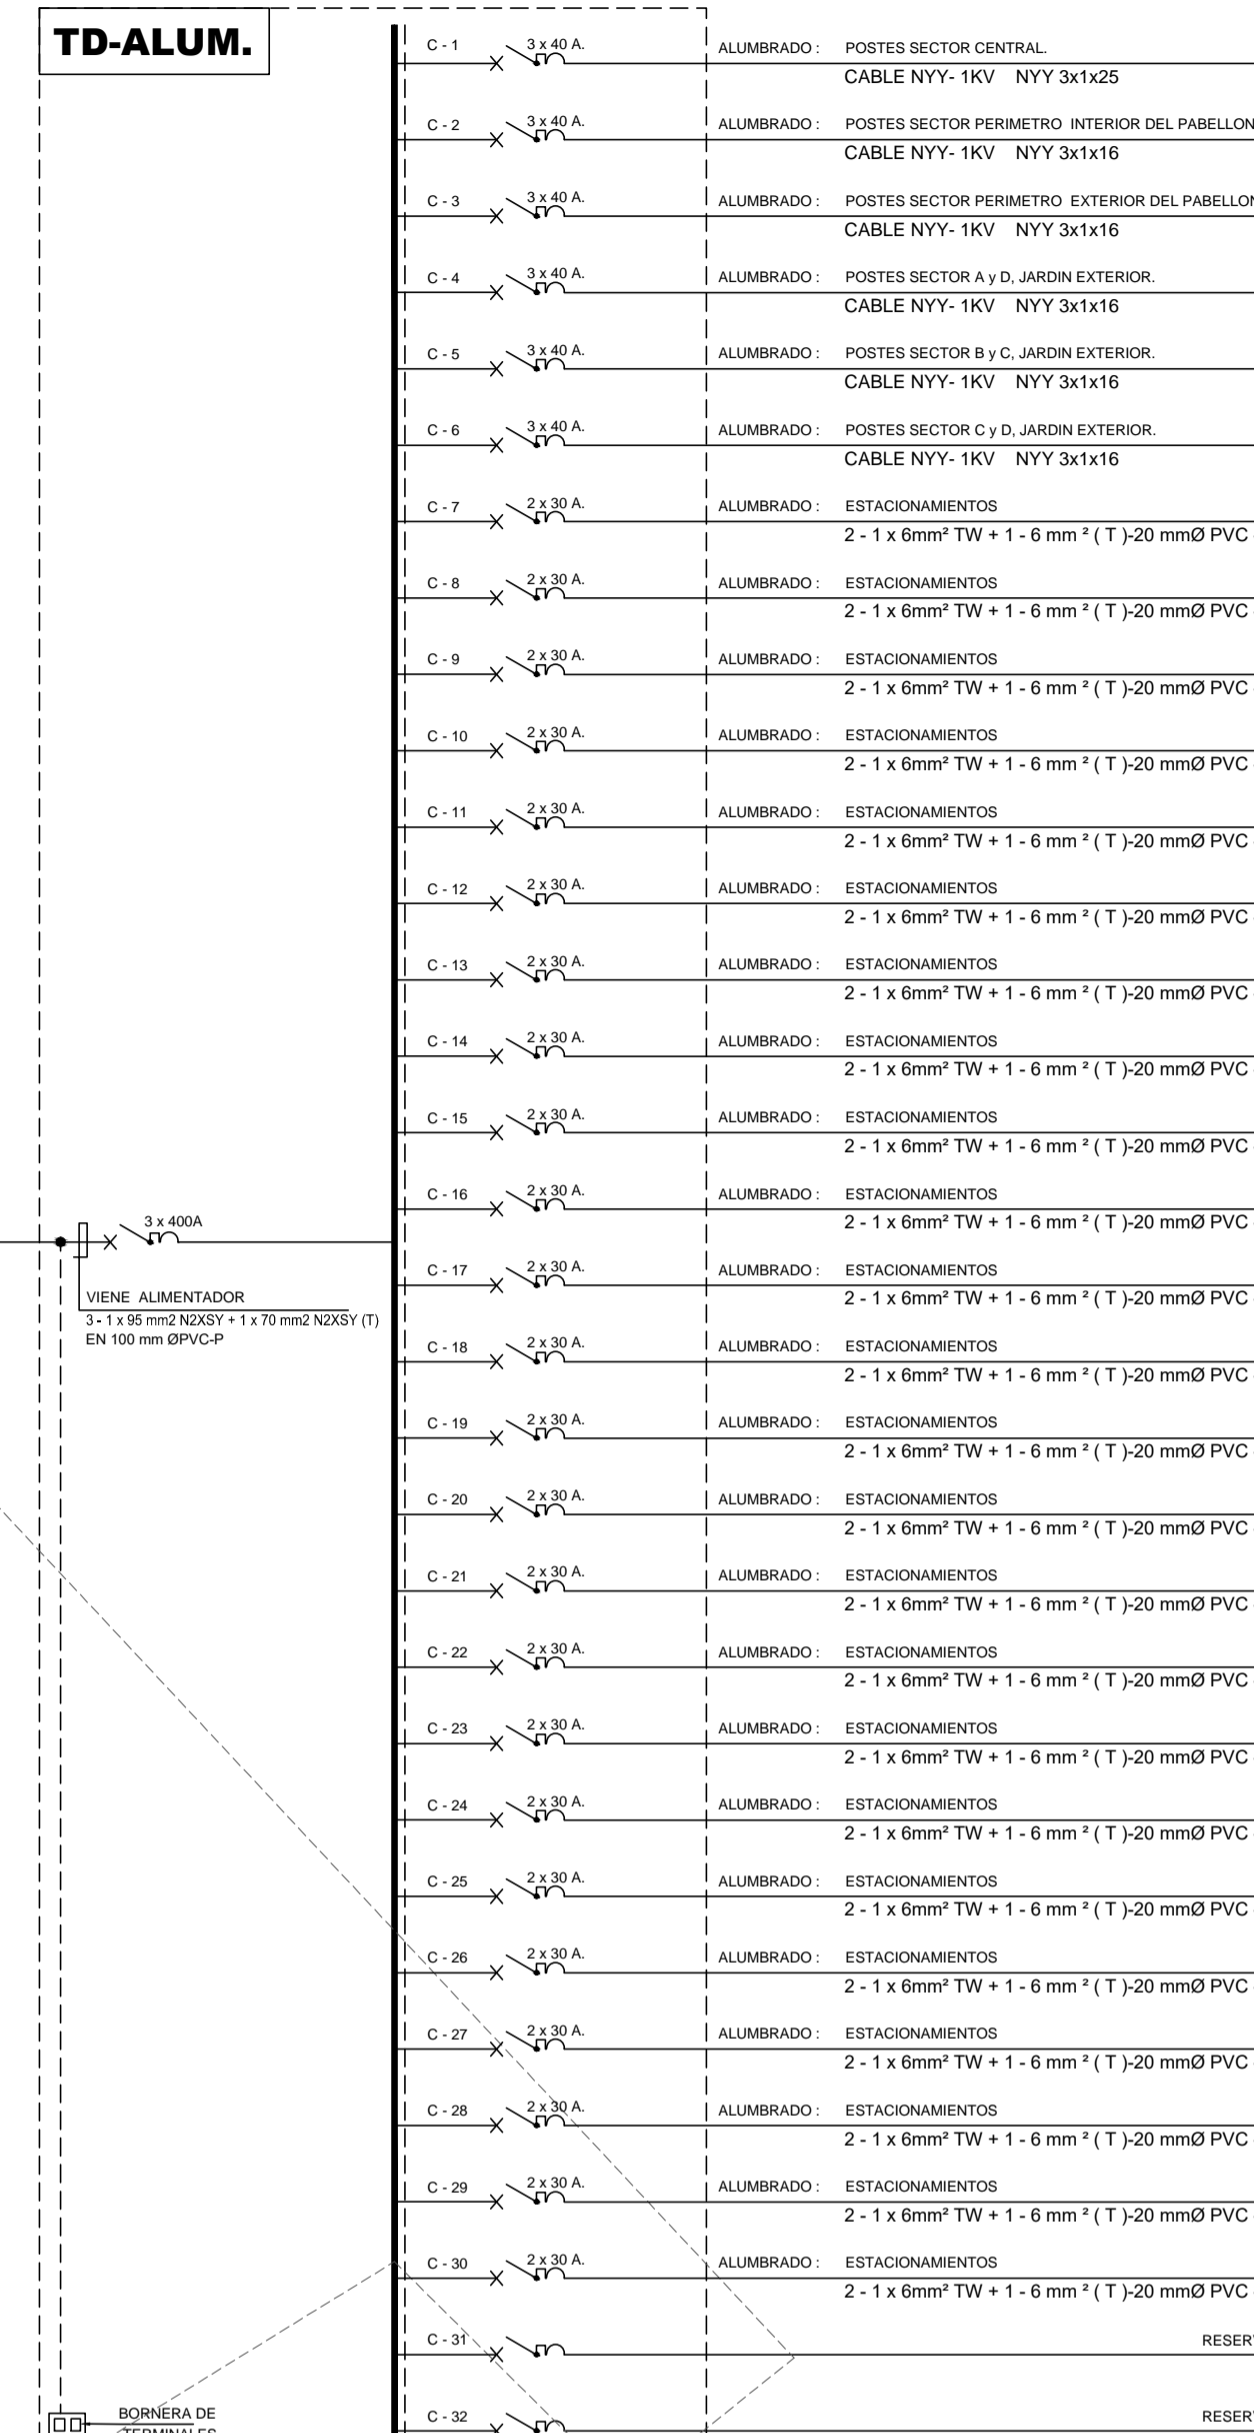 TD-ALUM.
C - 1 3 x 40 A. ALUMBRADO : POSTES SECTOR CENTRAL.
CABLE NYY- 1KV NYY 3x1x25
C - 2 3 x 40 A. ALUMBRADO : POSTES SECTOR PERIMETRO INTERIOR DEL PABELLON
CABLE NYY- 1KV NYY 3x1x16
C - 3 3 x 40 A. ALUMBRADO : POSTES SECTOR PERIMETRO EXTERIOR DEL PABELLON
CABLE NYY- 1KV NYY 3x1x16
C - 4 3 x 40 A. ALUMBRADO : POSTES SECTOR A y D, JARDIN EXTERIOR.
CABLE NYY- 1KV NYY 3x1x16
C - 5 3 x 40 A. ALUMBRADO : POSTES SECTOR B y C, JARDIN EXTERIOR.
CABLE NYY- 1KV NYY 3x1x16
C - 6 3 x 40 A. ALUMBRADO : POSTES SECTOR C y D, JARDIN EXTERIOR.
CABLE NYY- 1KV NYY 3x1x16
C - 7 2 x 30 A. ALUMBRADO : ESTACIONAMIENTOS
2 - 1 x 6mm² TW + 1 - 6 mm ² ( T )-20 mmØ PVC
C - 8 2 x 30 A. ALUMBRADO : ESTACIONAMIENTOS
2 - 1 x 6mm² TW + 1 - 6 mm ² ( T )-20 mmØ PVC
C - 9 2 x 30 A. ALUMBRADO : ESTACIONAMIENTOS
2 - 1 x 6mm² TW + 1 - 6 mm ² ( T )-20 mmØ PVC
C - 10 2 x 30 A. ALUMBRADO : ESTACIONAMIENTOS
2 - 1 x 6mm² TW + 1 - 6 mm ² ( T )-20 mmØ PVC
C - 11 2 x 30 A. ALUMBRADO : ESTACIONAMIENTOS
2 - 1 x 6mm² TW + 1 - 6 mm ² ( T )-20 mmØ PVC
C - 12 2 x 30 A. ALUMBRADO : ESTACIONAMIENTOS
2 - 1 x 6mm² TW + 1 - 6 mm ² ( T )-20 mmØ PVC
C - 13 2 x 30 A. ALUMBRADO : ESTACIONAMIENTOS
2 - 1 x 6mm² TW + 1 - 6 mm ² ( T )-20 mmØ PVC
C - 14 2 x 30 A. ALUMBRADO : ESTACIONAMIENTOS
2 - 1 x 6mm² TW + 1 - 6 mm ² ( T )-20 mmØ PVC
C - 15 2 x 30 A. ALUMBRADO : ESTACIONAMIENTOS
2 - 1 x 6mm² TW + 1 - 6 mm ² ( T )-20 mmØ PVC
C - 16 2 x 30 A. ALUMBRADO : ESTACIONAMIENTOS
2 - 1 x 6mm² TW + 1 - 6 mm ² ( T )-20 mmØ PVC
3 x 400A
VIENE ALIMENTADOR
3 - 1 x 95 mm2 N2XSY + 1 x 70 mm2 N2XSY (T)
EN 100 mm ØPVC-P
C - 17 2 x 30 A. ALUMBRADO : ESTACIONAMIENTOS
2 - 1 x 6mm² TW + 1 - 6 mm ² ( T )-20 mmØ PVC
C - 18 2 x 30 A. ALUMBRADO : ESTACIONAMIENTOS
2 - 1 x 6mm² TW + 1 - 6 mm ² ( T )-20 mmØ PVC
C - 19 2 x 30 A. ALUMBRADO : ESTACIONAMIENTOS
2 - 1 x 6mm² TW + 1 - 6 mm ² ( T )-20 mmØ PVC
C - 20 2 x 30 A. ALUMBRADO : ESTACIONAMIENTOS
2 - 1 x 6mm² TW + 1 - 6 mm ² ( T )-20 mmØ PVC
C - 21 2 x 30 A. ALUMBRADO : ESTACIONAMIENTOS
2 - 1 x 6mm² TW + 1 - 6 mm ² ( T )-20 mmØ PVC
C - 22 2 x 30 A. ALUMBRADO : ESTACIONAMIENTOS
2 - 1 x 6mm² TW + 1 - 6 mm ² ( T )-20 mmØ PVC
C - 23 2 x 30 A. ALUMBRADO : ESTACIONAMIENTOS
2 - 1 x 6mm² TW + 1 - 6 mm ² ( T )-20 mmØ PVC
C - 24 2 x 30 A. ALUMBRADO : ESTACIONAMIENTOS
2 - 1 x 6mm² TW + 1 - 6 mm ² ( T )-20 mmØ PVC
C - 25 2 x 30 A. ALUMBRADO : ESTACIONAMIENTOS
2 - 1 x 6mm² TW + 1 - 6 mm ² ( T )-20 mmØ PVC
C - 26 2 x 30 A. ALUMBRADO : ESTACIONAMIENTOS
2 - 1 x 6mm² TW + 1 - 6 mm ² ( T )-20 mmØ PVC
C - 27 2 x 30 A. ALUMBRADO : ESTACIONAMIENTOS
2 - 1 x 6mm² TW + 1 - 6 mm ² ( T )-20 mmØ PVC
C - 28 2 x 30 A. ALUMBRADO : ESTACIONAMIENTOS
2 - 1 x 6mm² TW + 1 - 6 mm ² ( T )-20 mmØ PVC
C - 29 2 x 30 A. ALUMBRADO : ESTACIONAMIENTOS
2 - 1 x 6mm² TW + 1 - 6 mm ² ( T )-20 mmØ PVC
C - 30 2 x 30 A. ALUMBRADO : ESTACIONAMIENTOS
2 - 1 x 6mm² TW + 1 - 6 mm ² ( T )-20 mmØ PVC
C - 31
C - 32
BORNERA DE
TERMINALES